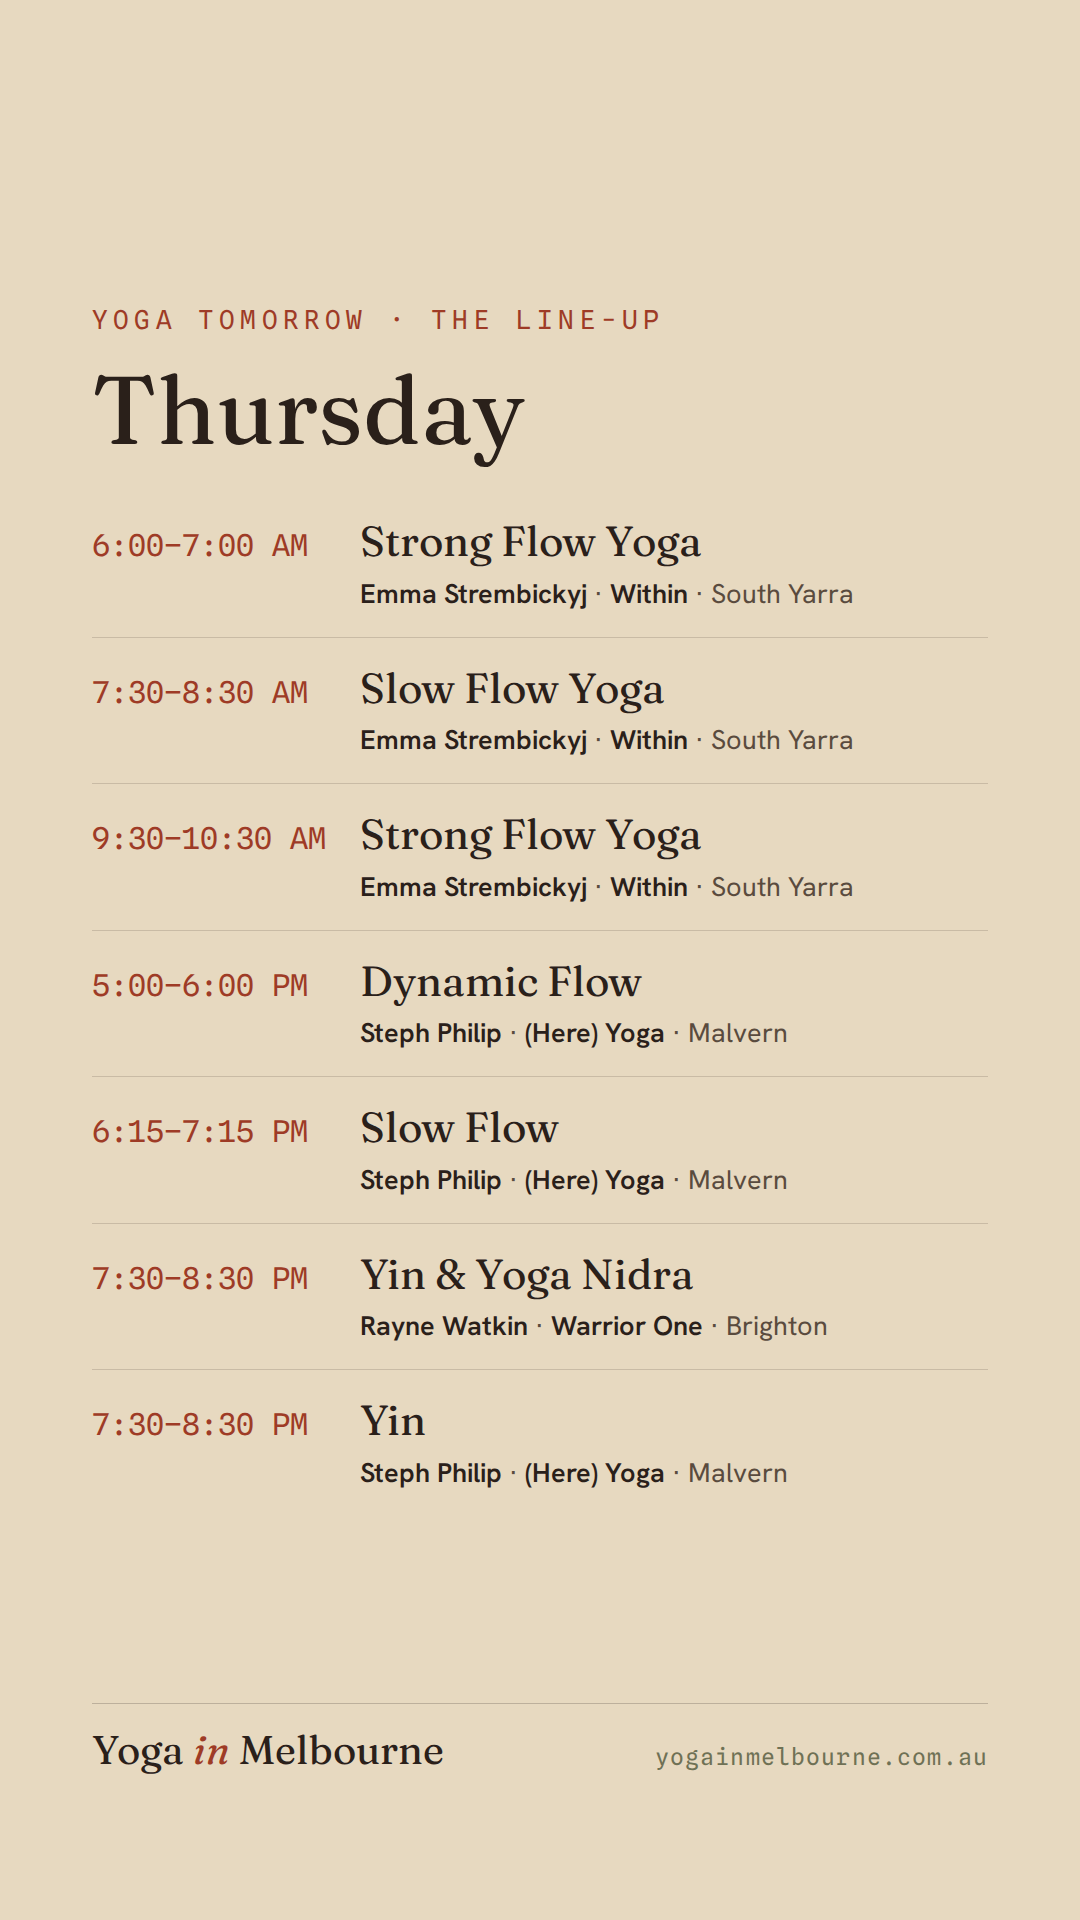 YOGA TOMORROW · THE LINE-UP
Thursday
6:00–7:00 AM Strong Flow Yoga
Emma Strembickyj · Within · South Yarra
7:30–8:30 AM Slow Flow Yoga
Emma Strembickyj · Within · South Yarra
9:30–10:30 AM Strong Flow Yoga
Emma Strembickyj · Within · South Yarra
5:00–6:00 PM Dynamic Flow
Steph Philip · (Here) Yoga · Malvern
6:15–7:15 PM Slow Flow
Steph Philip · (Here) Yoga · Malvern
7:30–8:30 PM Yin & Yoga Nidra
Rayne Watkin · Warrior One · Brighton
7:30–8:30 PM Yin
Steph Philip · (Here) Yoga · Malvern
Yoga in Melbourne yogainmelbourne.com.au